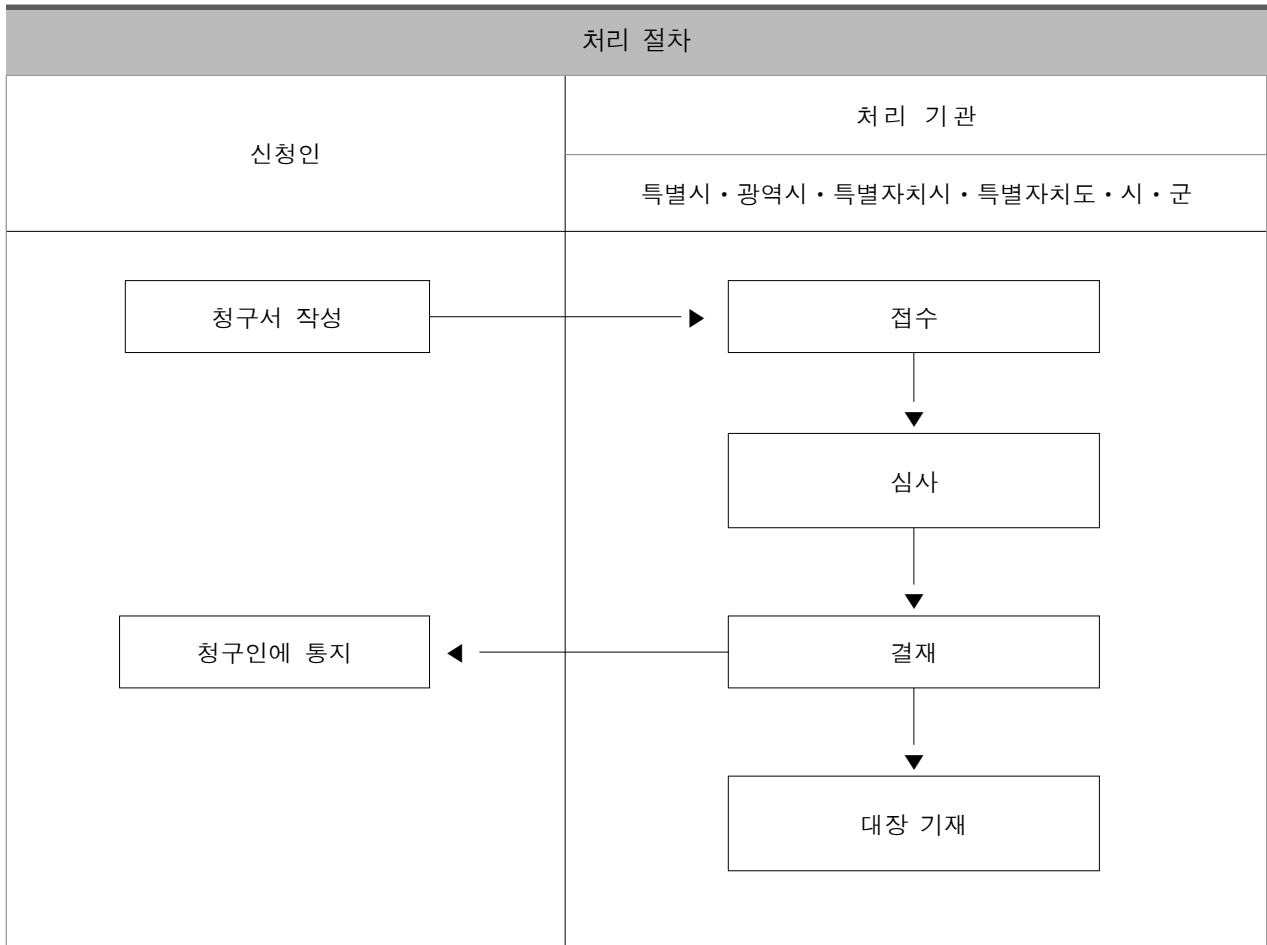 처리 절차
신청인
처 리 기 관
특별시・광역시・특별자치시・특별자치도・시・군
청구서 작성
접수
심사
청구인에 통지
결재
대장 기재